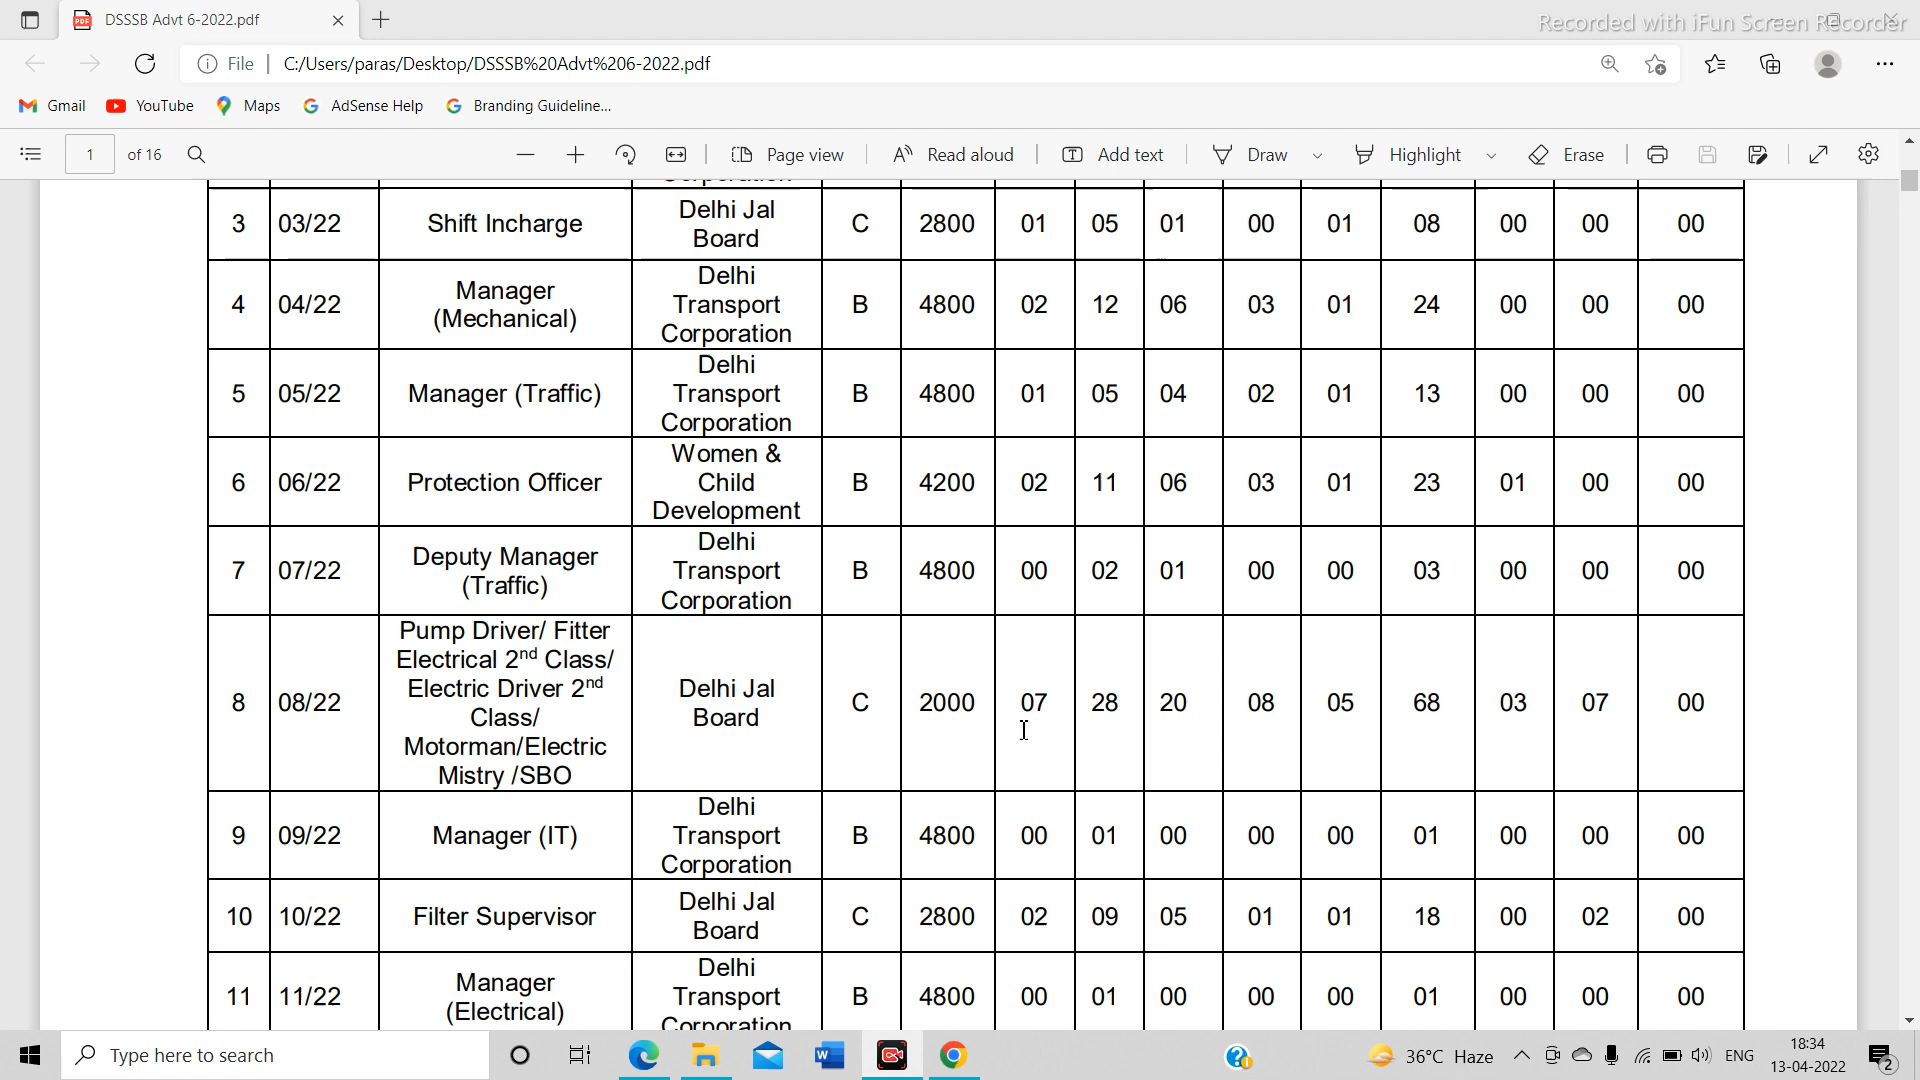 DSSSB Advt 6-2022.pdf
Recorded with iFun Screen Recorder
File C:/Users/paras/Desktop/DSSSB%20Advt%206-2022.pdf
Gmail YouTube Maps AdSense Help Branding Guideline...
1 of 16 Page view Read aloud Add text Draw Highlight Erase
3 03/22 Shift Incharge Delhi Jal Board C 2800 01 05 01 00 01 08 00 00 00
4 04/22 Manager (Mechanical) Delhi Transport Corporation B 4800 02 12 06 03 01 24 00 00 00
5 05/22 Manager (Traffic) Delhi Transport Corporation B 4800 01 05 04 02 01 13 00 00 00
6 06/22 Protection Officer Women & Child Development B 4200 02 11 06 03 01 23 01 00 00
7 07/22 Deputy Manager (Traffic) Delhi Transport Corporation B 4800 00 02 01 00 00 03 00 00 00
8 08/22 Pump Driver/ Fitter Electrical 2nd Class/ Electric Driver 2nd Class/ Motorman/Electric Mistry /SBO Delhi Jal Board C 2000 07 28 20 08 05 68 03 07 00
9 09/22 Manager (IT) Delhi Transport Corporation B 4800 00 01 00 00 00 01 00 00 00
10 10/22 Filter Supervisor Delhi Jal Board C 2800 02 09 05 01 01 18 00 02 00
11 11/22 Manager (Electrical) Delhi Transport Corporation B 4800 00 01 00 00 00 01 00 00 00
Type here to search 36°C Haze ENG 18:34
13-04-2022 2